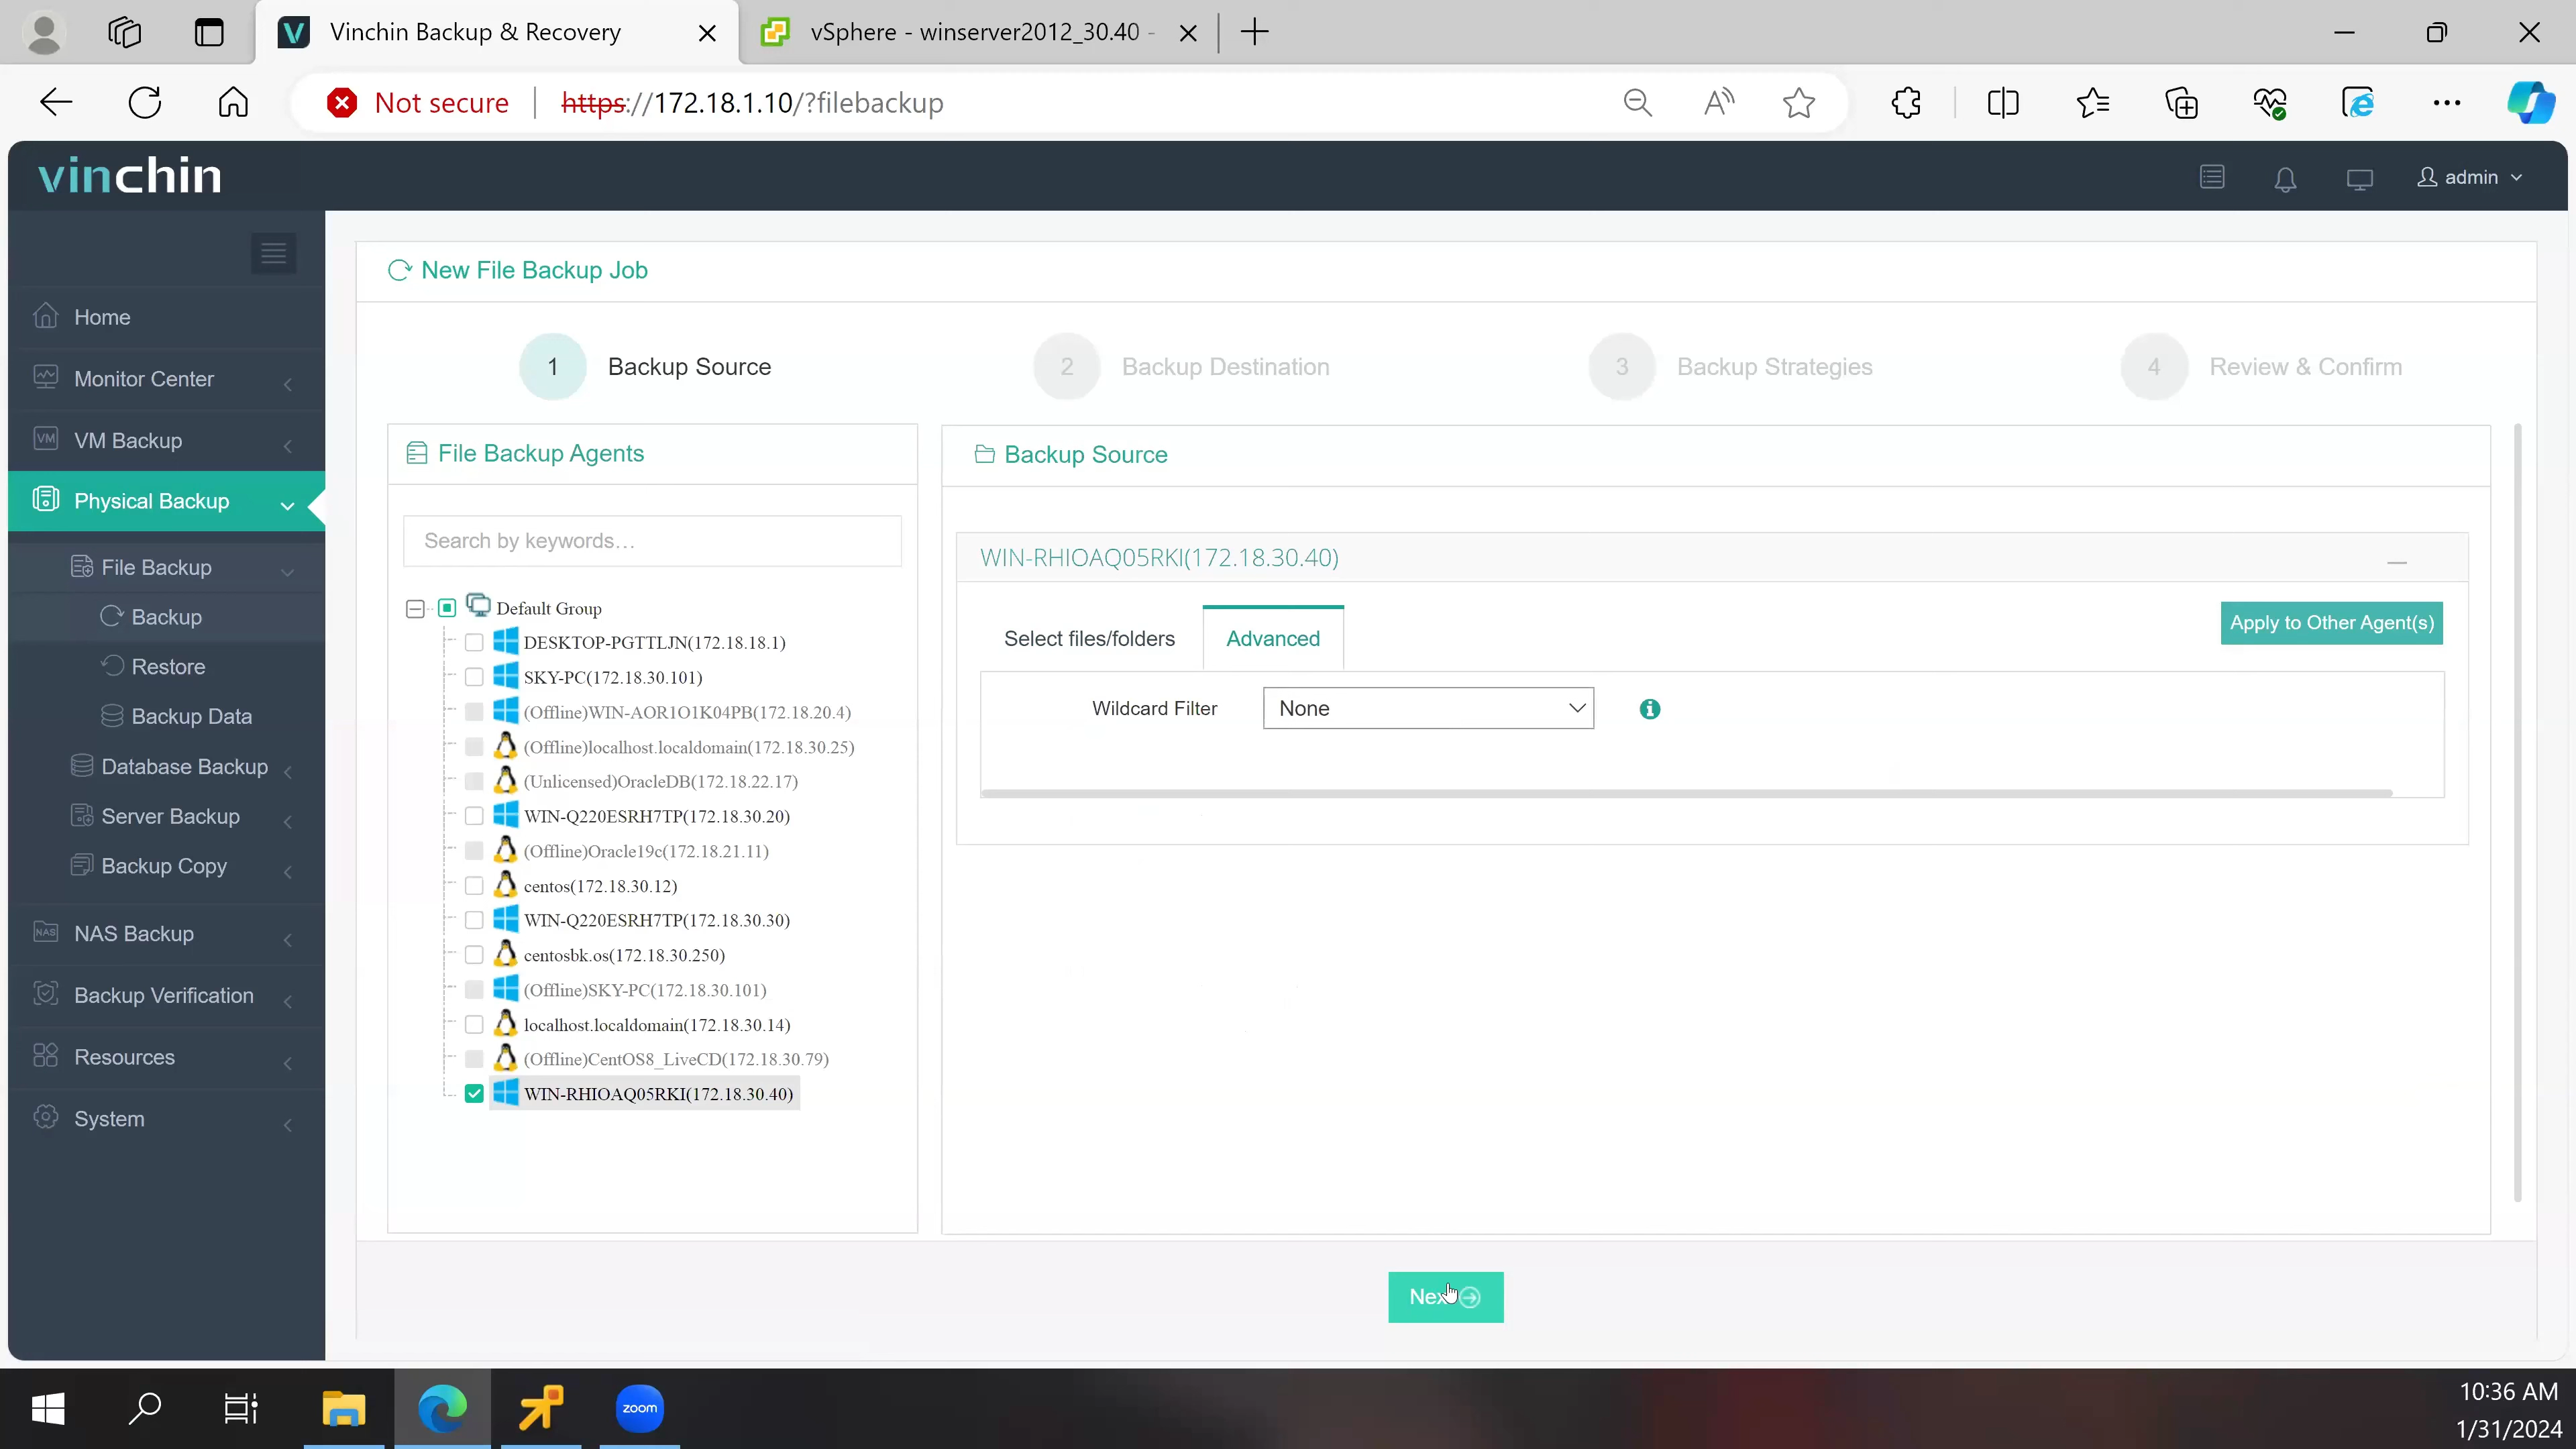 Vinchin Backup & Recovery
vSphere - winserver2012_30.40 -
Not secure
https://172.18.1.10/?filebackup
vinchin
admin
New File Backup Job
Home
Monitor Center
VM Backup
VM
Physical Backup
File Backup
Backup
Restore
Backup Data
Database Backup
Server Backup
Backup Copy
NAS
NAS Backup
Backup Verification
Resources
System
1 Backup Source
2 Backup Destination
3 Backup Strategies
4 Review & Confirm
File Backup Agents
Search by keywords...
Default Group
DESKTOP-PGTTLJN(172.18.18.1)
SKY-PC(172.18.30.101)
(Offline)WIN-AOR1O1K04PB(172.18.20.4)
(Offline)localhost.localdomain(172.18.30.25)
(Unlicensed)OracleDB(172.18.22.17)
WIN-Q220ESRH7TP(172.18.30.20)
(Offline)Oracle19c(172.18.21.11)
centos(172.18.30.12)
WIN-Q220ESRH7TP(172.18.30.30)
centosbk.os(172.18.30.250)
(Offline)SKY-PC(172.18.30.101)
localhost.localdomain(172.18.30.14)
(Offline)CentOS8_LiveCD(172.18.30.79)
WIN-RHIOAQ05RKI(172.18.30.40)
Backup Source
WIN-RHIOAQ05RKI(172.18.30.40)
Select files/folders
Advanced
Apply to Other Agent(s)
Wildcard Filter
None
Next
zoom
10:36 AM
1/31/2024